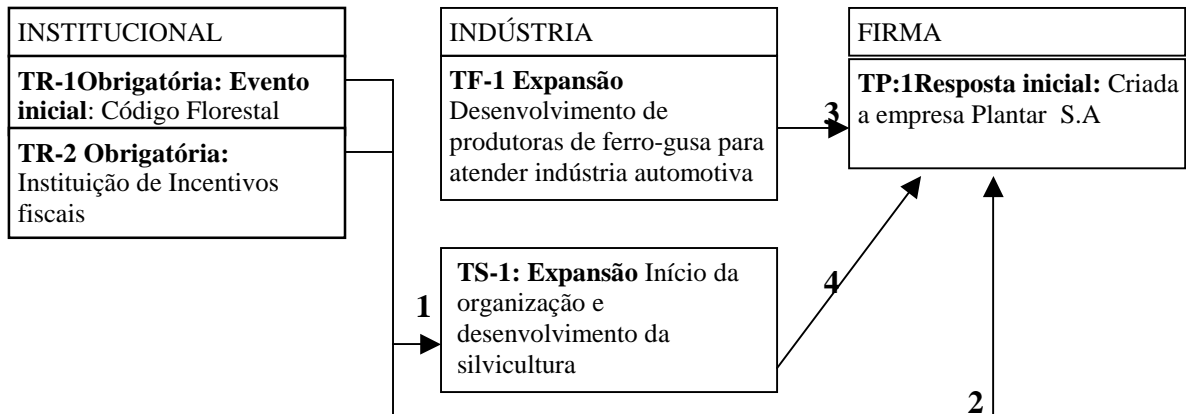 INSTITUCIONAL
TR-1Obrigatória: Evento
inicial: Código Florestal
TR-2 Obrigatória:
Instituição de Incentivos
fiscais
INDÚSTRIA
TF-1 Expansão
Desenvolvimento de
produtoras de ferro-gusa para
atender indústria automotiva
TS-1: Expansão Início da
organização e
desenvolvimento da
silvicultura
FIRMA
TP:1Resposta inicial: Criada
a empresa Plantar S.A
3
4
1
2